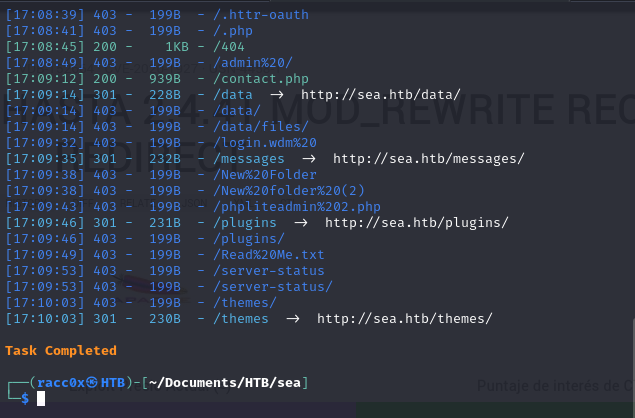 [17:08:39] 403 -  199B  - /.httr-oauth
[17:08:41] 403 -  199B  - /.php
[17:08:45] 200 -    1KB - /404
[17:08:49] 403 -  199B  - /admin%20/
[17:09:12] 200 -  939B  - /contact.php
[17:09:14] 301 -  228B  - /data  →  http://sea.htb/data/
[17:09:14] 403 -  199B  - /data/
[17:09:14] 403 -  199B  - /data/files/
[17:09:32] 403 -  199B  - /login.wdm%20
[17:09:35] 301 -  232B  - /messages  →  http://sea.htb/messages/
[17:09:38] 403 -  199B  - /New%20Folder
[17:09:38] 403 -  199B  - /New%20folder%20(2)
[17:09:43] 403 -  199B  - /phpliteadmin%202.php
[17:09:46] 301 -  231B  - /plugins  →  http://sea.htb/plugins/
[17:09:46] 403 -  199B  - /plugins/
[17:09:49] 403 -  199B  - /Read%20Me.txt
[17:09:53] 403 -  199B  - /server-status
[17:09:53] 403 -  199B  - /server-status/
[17:10:03] 403 -  199B  - /themes/
[17:10:03] 301 -  230B  - /themes  →  http://sea.htb/themes/
Task Completed
┌──(racc0x㉿HTB)-[~/Documents/HTB/sea]
└─$
Puntaje de interés de C